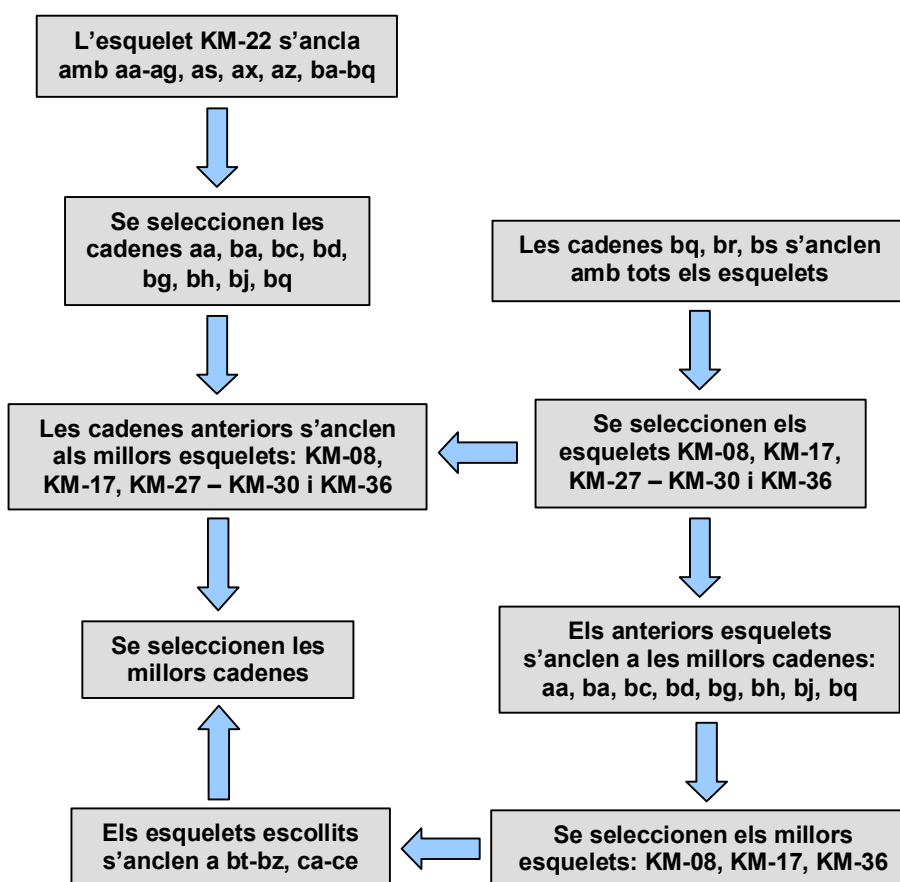 L’esquelet KM-22 s’ancla
amb aa-ag, as, ax, az, ba-bq
Se seleccionen les
cadenes aa, ba, bc, bd,
bg, bh, bj, bq
Les cadenes bq, br, bs s’anclen
amb tots els esquelets
Les cadenes anteriors s’anclen
als millors esquelets: KM-08,
KM-17, KM-27 – KM-30 i KM-36
Se seleccionen els
esquelets KM-08, KM-17,
KM-27 – KM-30 i KM-36
Se seleccionen les
millors cadenes
Els anteriors esquelets
s’anclen a les millors cadenes:
aa, ba, bc, bd, bg, bh, bj, bq
Els esquelets escollits
s’anclen a bt-bz, ca-ce
Se seleccionen els millors
esquelets: KM-08, KM-17, KM-36